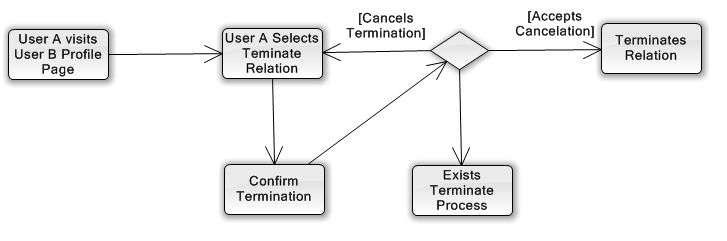 User A visits
User B Profile
Page
User A Selects
Teminate
Relation
[Cancels
Termination]
[Accepts
Cancelation]
Terminates
Relation
Confirm
Termination
Exists
Terminate
Process